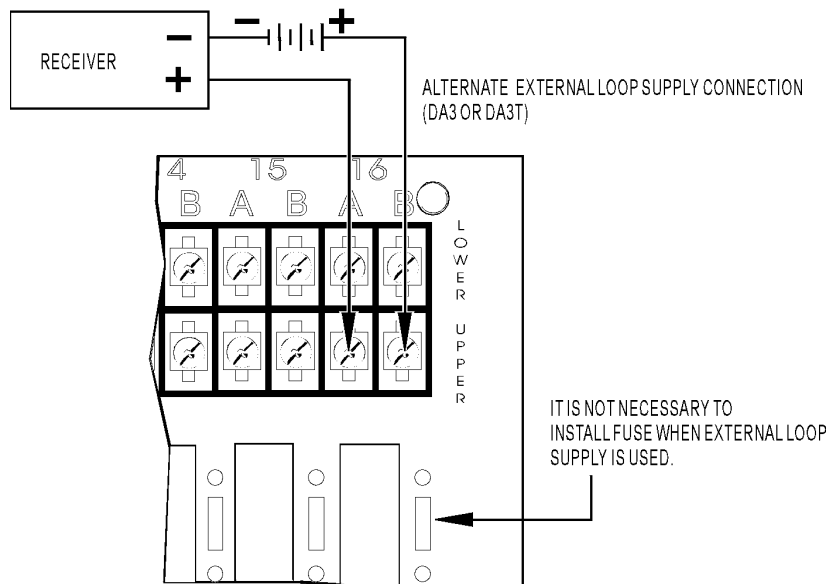 − +
RECEIVER −
+
ALTERNATE EXTERNAL LOOP SUPPLY CONNECTION
(DA3 OR DA3T)
4 15 16
B A B A B
LOWER UPPER
IT IS NOT NECESSARY TO
INSTALL FUSE WHEN EXTERNAL LOOP
SUPPLY IS USED.